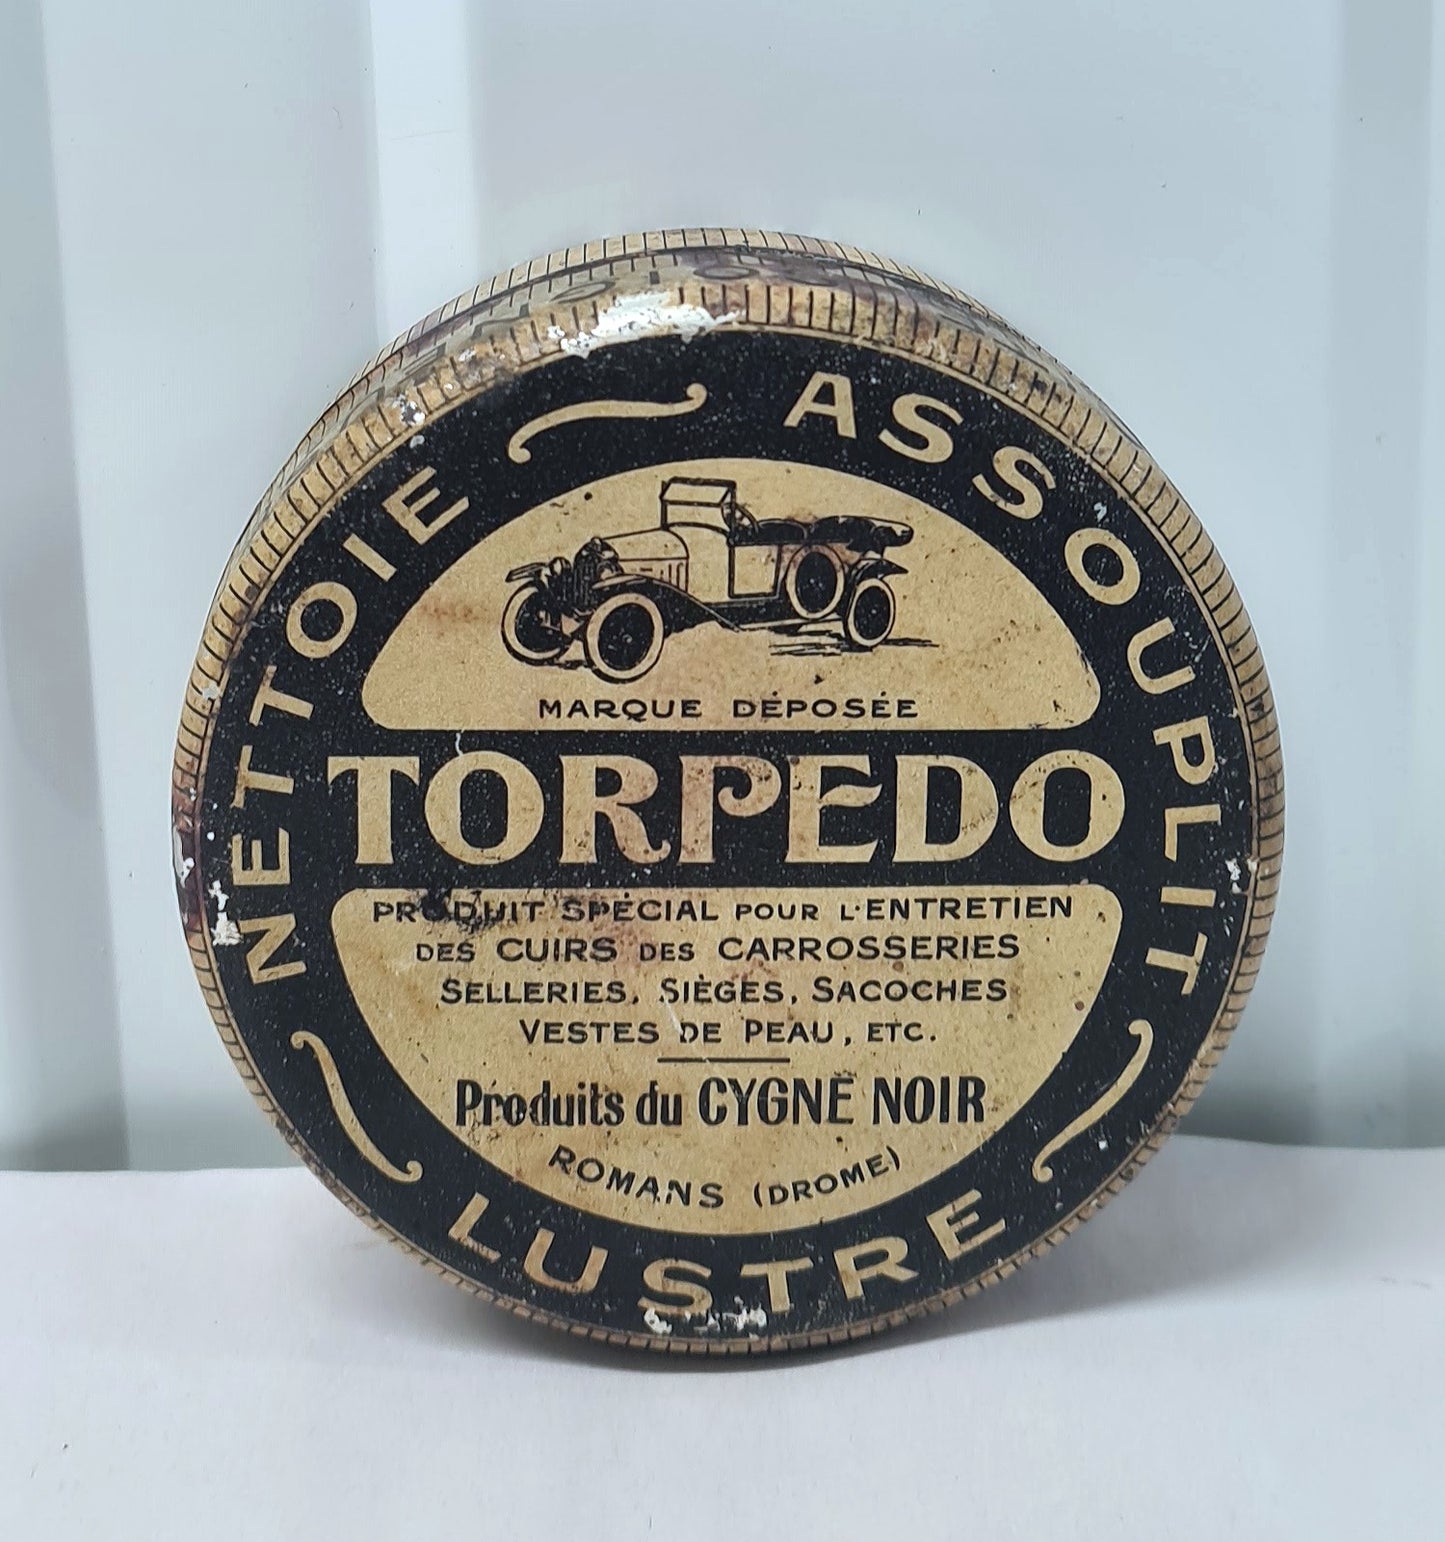 NETTOIE ASSOUPLIT
MARQUE DÉPOSÉE
TORPEDO
PRODUIT SPÉCIAL POUR L'ENTRETIEN
DES CUIRS DES CARROSSERIES
SELLERIES, SIÈGES, SACOCHES
VESTES DE PEAU, ETC.
Produits du CYGNE NOIR
ROMANS (DROME)
LUSTRE